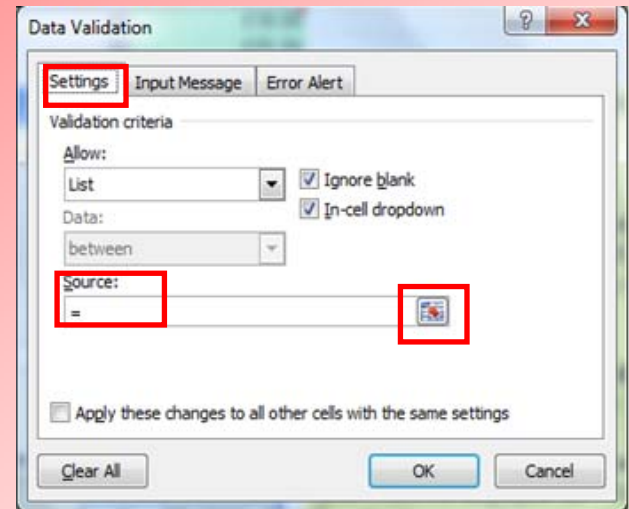 Data Validation
? X
Settings Input Message Error Alert
Validation criteria
Allow:
List
Ignore blank
In-cell dropdown
Data:
between
Source:
=
Apply these changes to all other cells with the same settings
Clear All OK Cancel